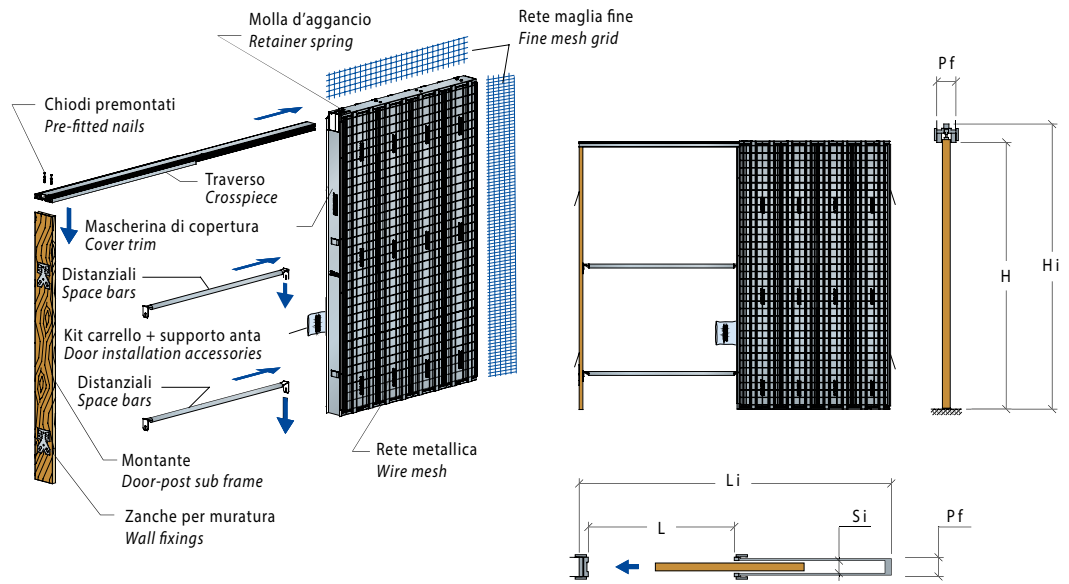 Molla d'aggancio
Retainer spring
Rete maglia fine
Fine mesh grid
Chiodi premontati
Pre-fitted nails
Traverso
Crosspiece
Mascherina di copertura
Cover trim
Distanziali
Space bars
Kit carrello + supporto anta
Door installation accessories
Distanziali
Space bars
Rete metallica
Wire mesh
Montante
Door-post sub frame
Zanche per muratura
Wall fixings
Pf
H
Hi
Li
L
Si
Pf